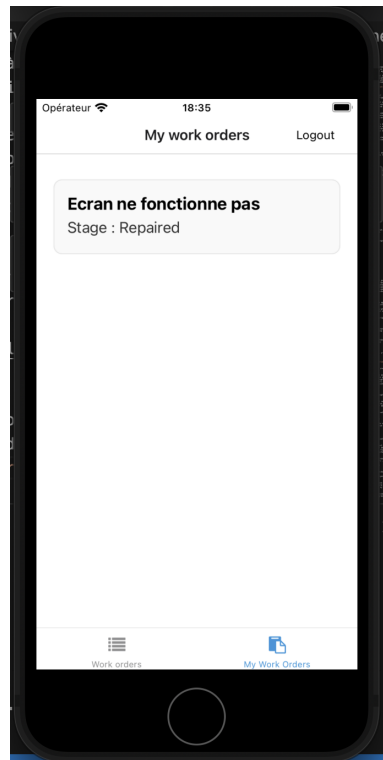 Opérateur 18:35
My work orders Logout
Ecran ne fonctionne pas
Stage : Repaired
Work orders My Work Orders